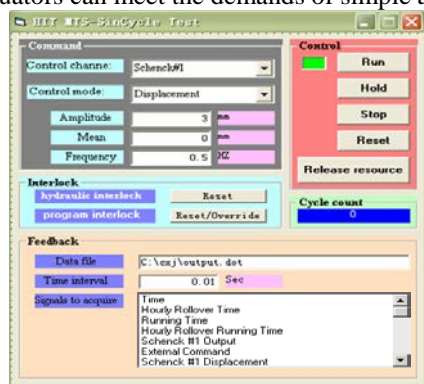 uators can meet the demands of simple t
HIT MTS-SinCycle Test
Command
Control channe:
Schenck#1
Control mode:
Displacement
Amplitude
3
mm
Mean
0
mm
Frequency
0.5
HZ
Control
Run
Hold
Stop
Reset
Release resource
Interlock
hydraulic interlock
Reset
program interlock
Reset/Override
Cycle count
0
Feedback
Data file
C:\exj\output.dot
Time interval
0.01
Sec
Signals to acquire
Time
Hourly Rollover Time
Running Time
Hourly Rollover Running Time
Schenck #1 Output
External Command
Schenck #1 Displacement